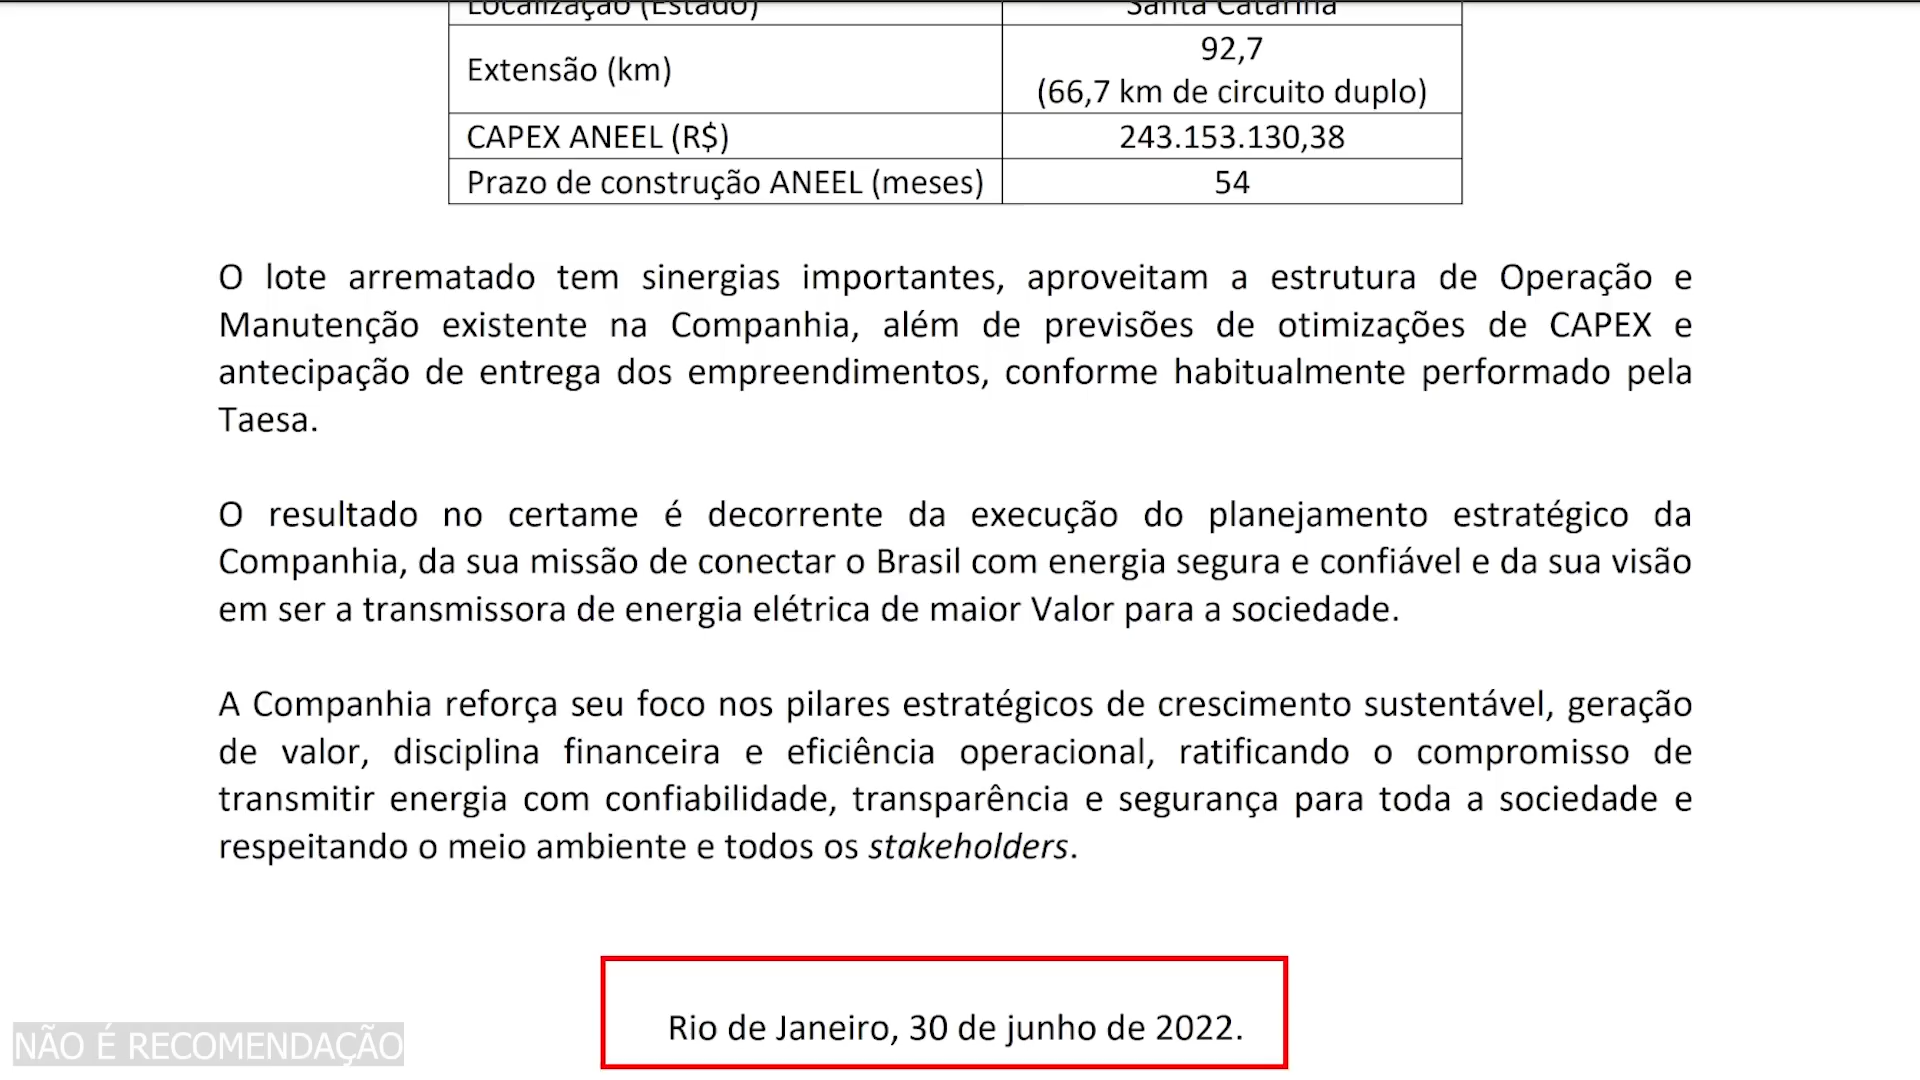 Localização (Estado) Santa Catarina
Extensão (km) 92,7
(66,7 km de circuito duplo)
CAPEX ANEEL (R$) 243.153.130,38
Prazo de construção ANEEL (meses) 54
O lote arrematado tem sinergias importantes, aproveitam a estrutura de Operação e
Manutenção existente na Companhia, além de previsões de otimizações de CAPEX e
antecipação de entrega dos empreendimentos, conforme habitualmente performado pela
Taesa.
O resultado no certame é decorrente da execução do planejamento estratégico da
Companhia, da sua missão de conectar o Brasil com energia segura e confiável e da sua visão
em ser a transmissora de energia elétrica de maior Valor para a sociedade.
A Companhia reforça seu foco nos pilares estratégicos de crescimento sustentável, geração
de valor, disciplina financeira e eficiência operacional, ratificando o compromisso de
transmitir energia com confiabilidade, transparência e segurança para toda a sociedade e
respeitando o meio ambiente e todos os stakeholders.
Rio de Janeiro, 30 de junho de 2022.
NÃO É RECOMENDAÇÃO